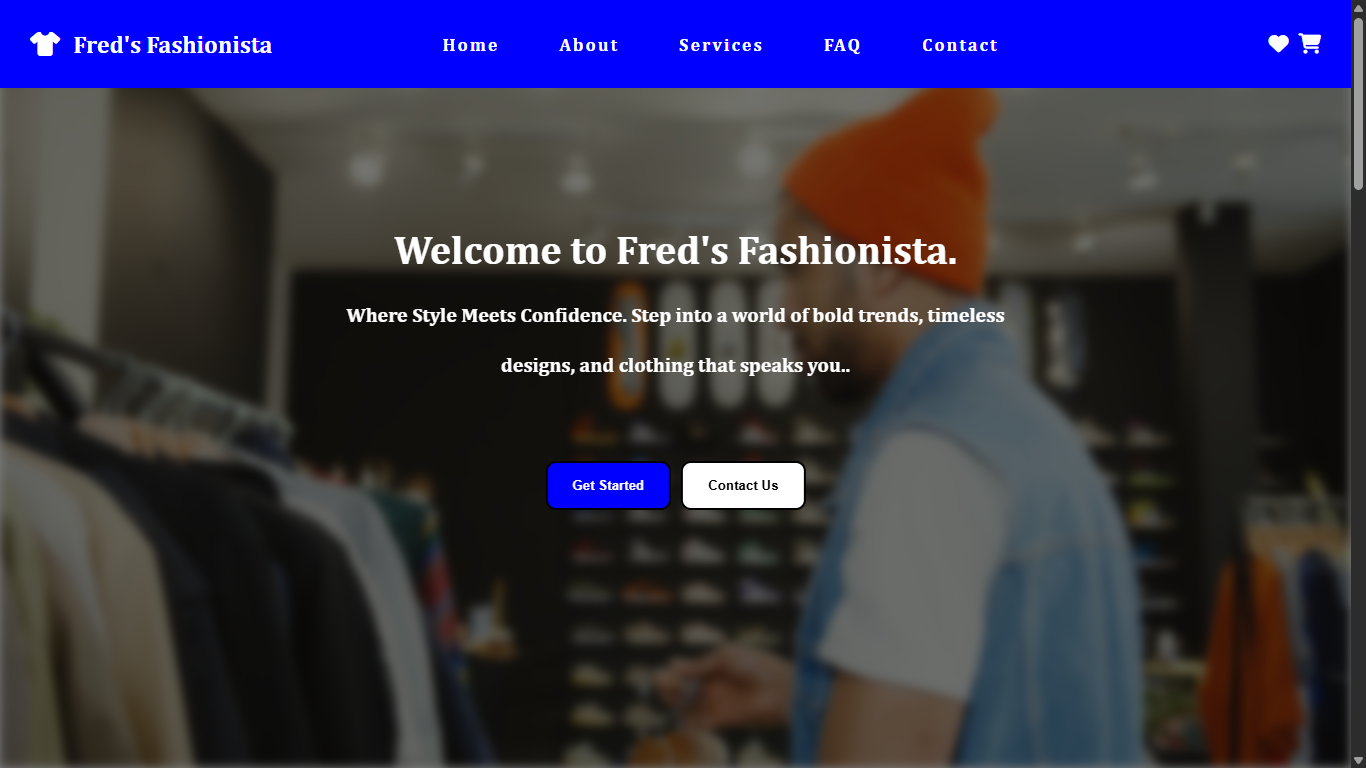 Fred's Fashionista
Home
About
Services
FAQ
Contact
Welcome to Fred's Fashionista.
Where Style Meets Confidence. Step into a world of bold trends, timeless
designs, and clothing that speaks you..
Get Started
Contact Us